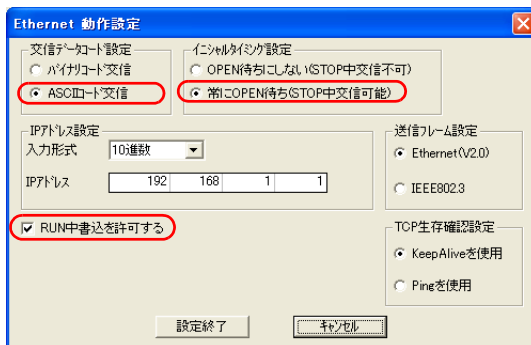 Ethernet 動作設定
交信データコード設定
バイナリコード交信
ASCIIコード交信
イニシャルタイミング設定
OPEN待ちにしない(STOP中交信不可)
常にOPEN待ち(STOP中交信可能)
IPアドレス設定
入力形式 10進数
IPアドレス 192 168 1 1
送信フレーム設定
Ethernet(V2.0)
IEEE802.3
RUN中書込を許可する
TCP生存確認設定
KeepAliveを使用
Pingを使用
設定終了 キャンセル